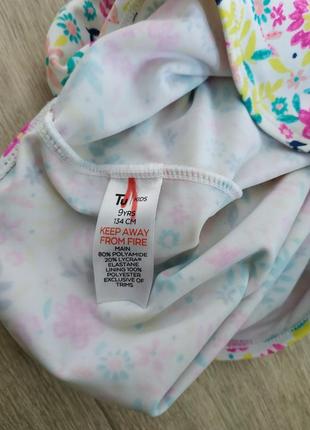 Tu KIDS
9YRS
134 CM
KEEP AWAY
FROM FIRE
MAIN
80% POLYAMIDE
20% LYCRA®
ELASTANE
LINING 100%
POLYESTER
EXCLUSIVE OF
TRIMS